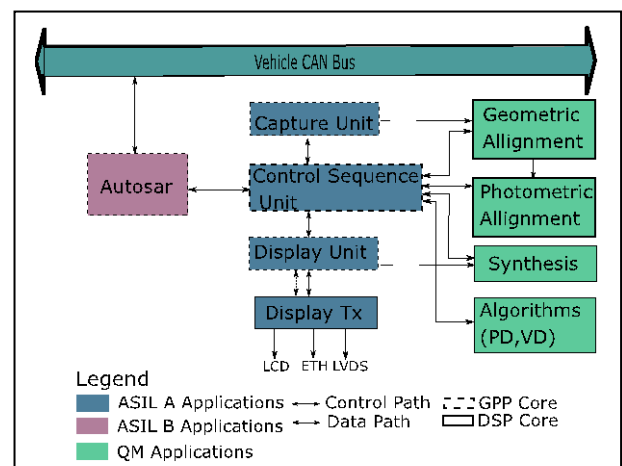 Vehicle CAN Bus
Capture Unit
Geometric
Allignment
Autosar
Control Sequence
Unit
Photometric
Allignment
Display Unit
Synthesis
Display Tx
Algorithms
(PD,VD)
LCD ETH LVDS
Legend
ASIL A Applications Control Path GPP Core
ASIL B Applications Data Path DSP Core
QM Applications